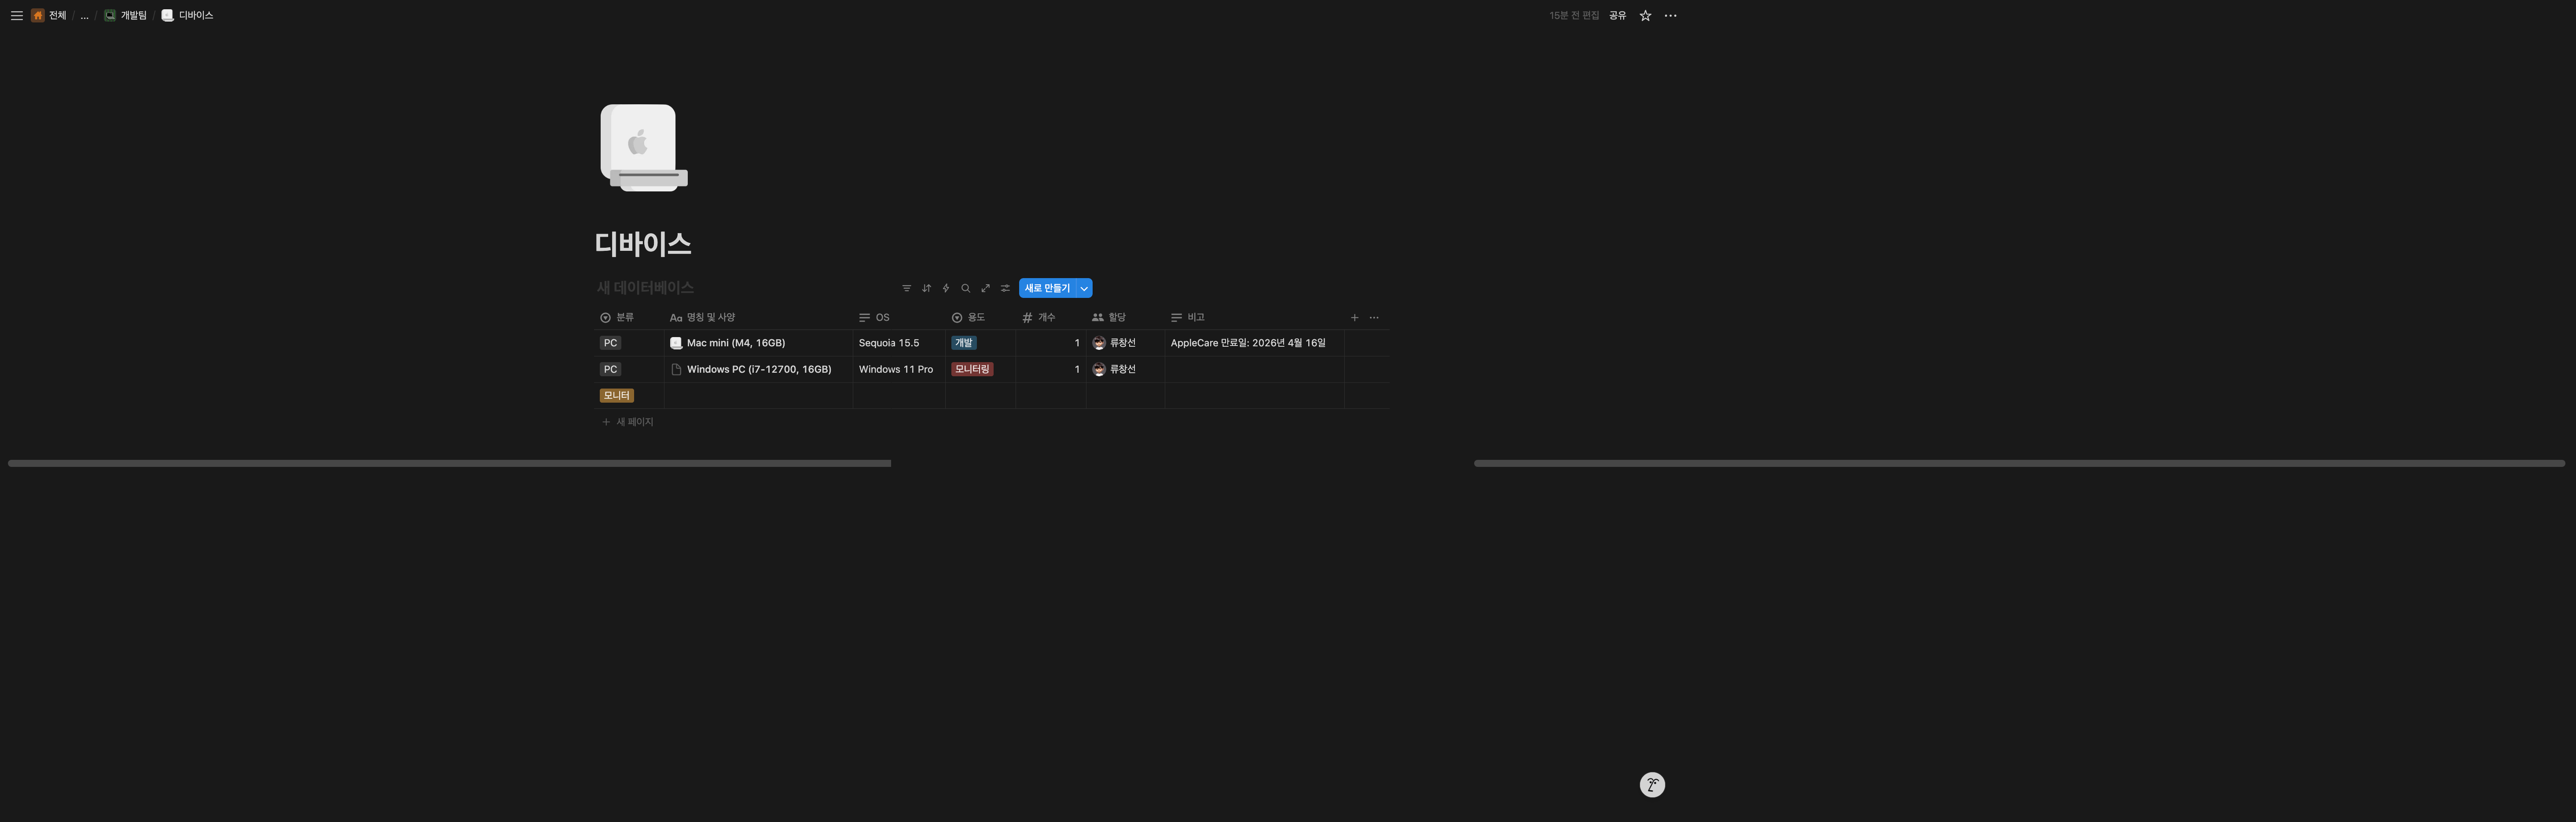 전체 / ... / 개발팀 / 디바이스
15분 전 편집 공유
디바이스
새 데이터베이스
새로 만들기
분류 Aa 명칭 및 사양 OS 용도 # 개수 할당 비고
PC Mac mini (M4, 16GB) Sequoia 15.5 개발 1 류창선 AppleCare 만료일: 2026년 4월 16일
PC Windows PC (i7-12700, 16GB) Windows 11 Pro 모니터링 1 류창선
모니터
+ 새 페이지